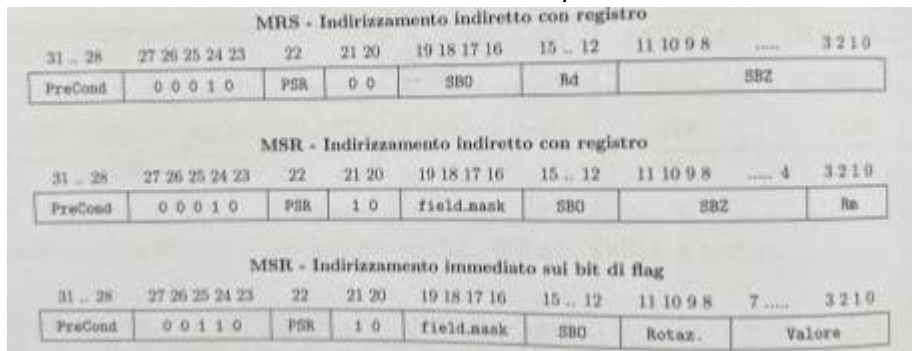 MRS - Indirizzamento indiretto con registro
31 .. 28 27 26 25 24 23 22 21 20 19 18 17 16 15 .. 12 11 10 9 8 ..... 3 2 1 0
PreCond 0 0 0 1 0 PSR 0 0 SBO Rd SBZ
MSR - Indirizzamento indiretto con registro
31 .. 28 27 26 25 24 23 22 21 20 19 18 17 16 15 .. 12 11 10 9 8 ..... 4 3 2 1 0
PreCond 0 0 0 1 0 PSR 1 0 field_mask SBO SBZ Rm
MSR - Indirizzamento immediato sui bit di flag
31 .. 28 27 26 25 24 23 22 21 20 19 18 17 16 15 .. 12 11 10 9 8 7 ..... 3 2 1 0
PreCond 0 0 1 1 0 PSR 1 0 field_mask SBO Rotaz. Valore